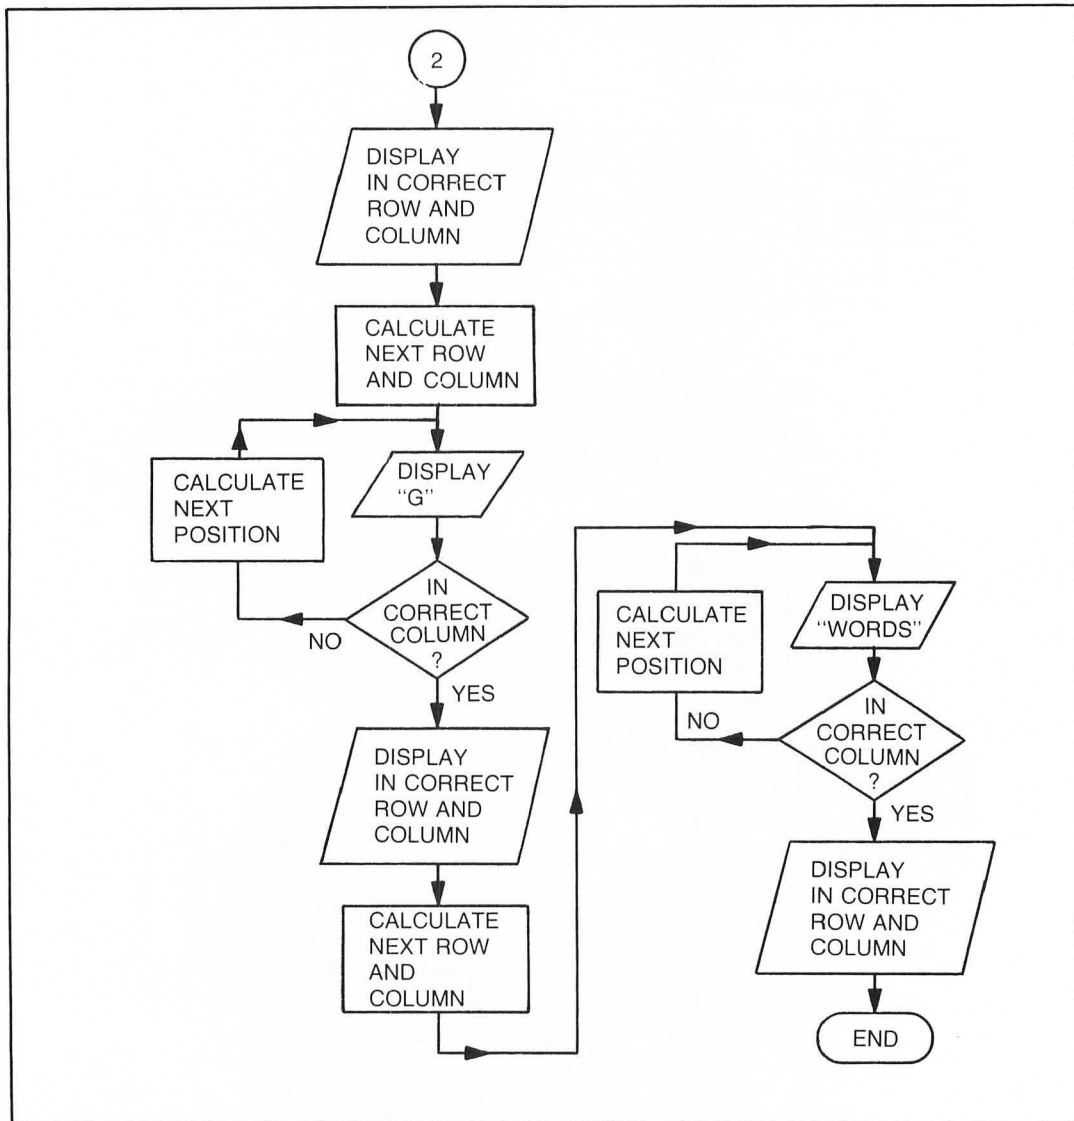 2
DISPLAY
IN CORRECT
ROW AND
COLUMN
CALCULATE
NEXT ROW
AND COLUMN
CALCULATE
NEXT
POSITION
DISPLAY
"G"
IN
CORRECT
COLUMN
?
NO
YES
DISPLAY
IN CORRECT
ROW AND
COLUMN
CALCULATE
NEXT ROW
AND
COLUMN
CALCULATE
NEXT
POSITION
DISPLAY
"WORDS"
IN
CORRECT
COLUMN
?
NO
YES
DISPLAY
IN CORRECT
ROW AND
COLUMN
END